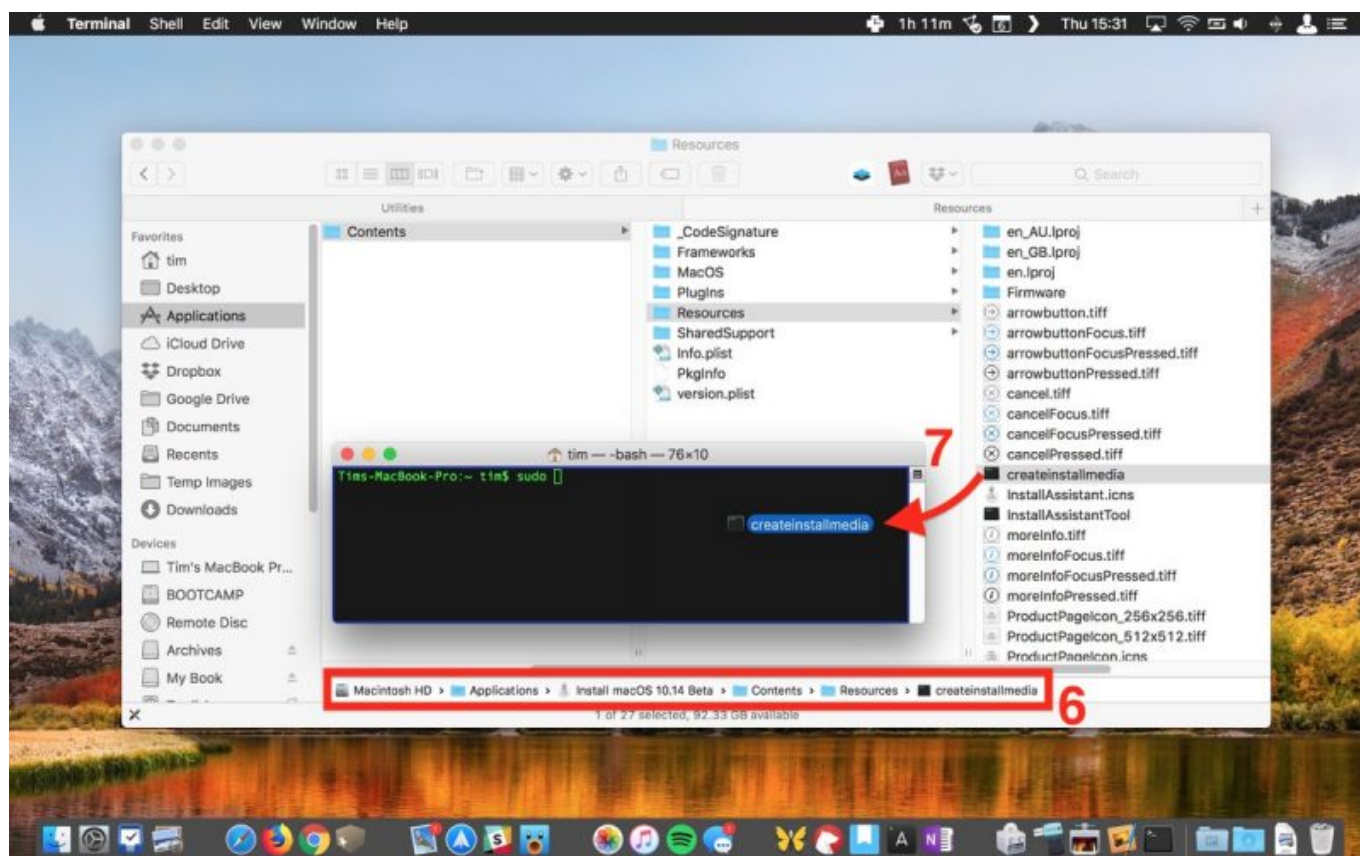 Terminal Shell Edit View Window Help 1h 11m 6 Thu 15:31
Resources
Search
Utilities Resources
Favorites
tim
Desktop
Applications
iCloud Drive
Dropbox
Google Drive
Documents
Recents
Temp Images
Downloads
Devices
Tim's MacBook Pr...
BOOTCAMP
Remote Disc
Archives
My Book
Contents
_CodeSignature
Frameworks
MacOS
PlugIns
Resources
SharedSupport
Info.plist
PkgInfo
version.plist
en_AU.lproj
en_GB.lproj
en.lproj
Firmware
arrowbutton.tiff
arrowbuttonFocus.tiff
arrowbuttonFocusPressed.tiff
arrowbuttonPressed.tiff
cancel.tiff
cancelFocus.tiff
cancelFocusPressed.tiff
cancelPressed.tiff
createinstallmedia
InstallAssistant.icns
InstallAssistantTool
moreInfo.tiff
moreInfoFocus.tiff
moreInfoFocusPressed.tiff
moreInfoPressed.tiff
ProductPageIcon_256x256.tiff
ProductPageIcon_512x512.tiff
ProductPageIcon.icns
7
tim — -bash — 76×10
Tims-MacBook-Pro:~ tim$ sudo
createinstallmedia
Macintosh HD › Applications › Install macOS 10.14 Beta › Contents › Resources › createinstallmedia
6
1 of 27 selected, 92.33 GB available